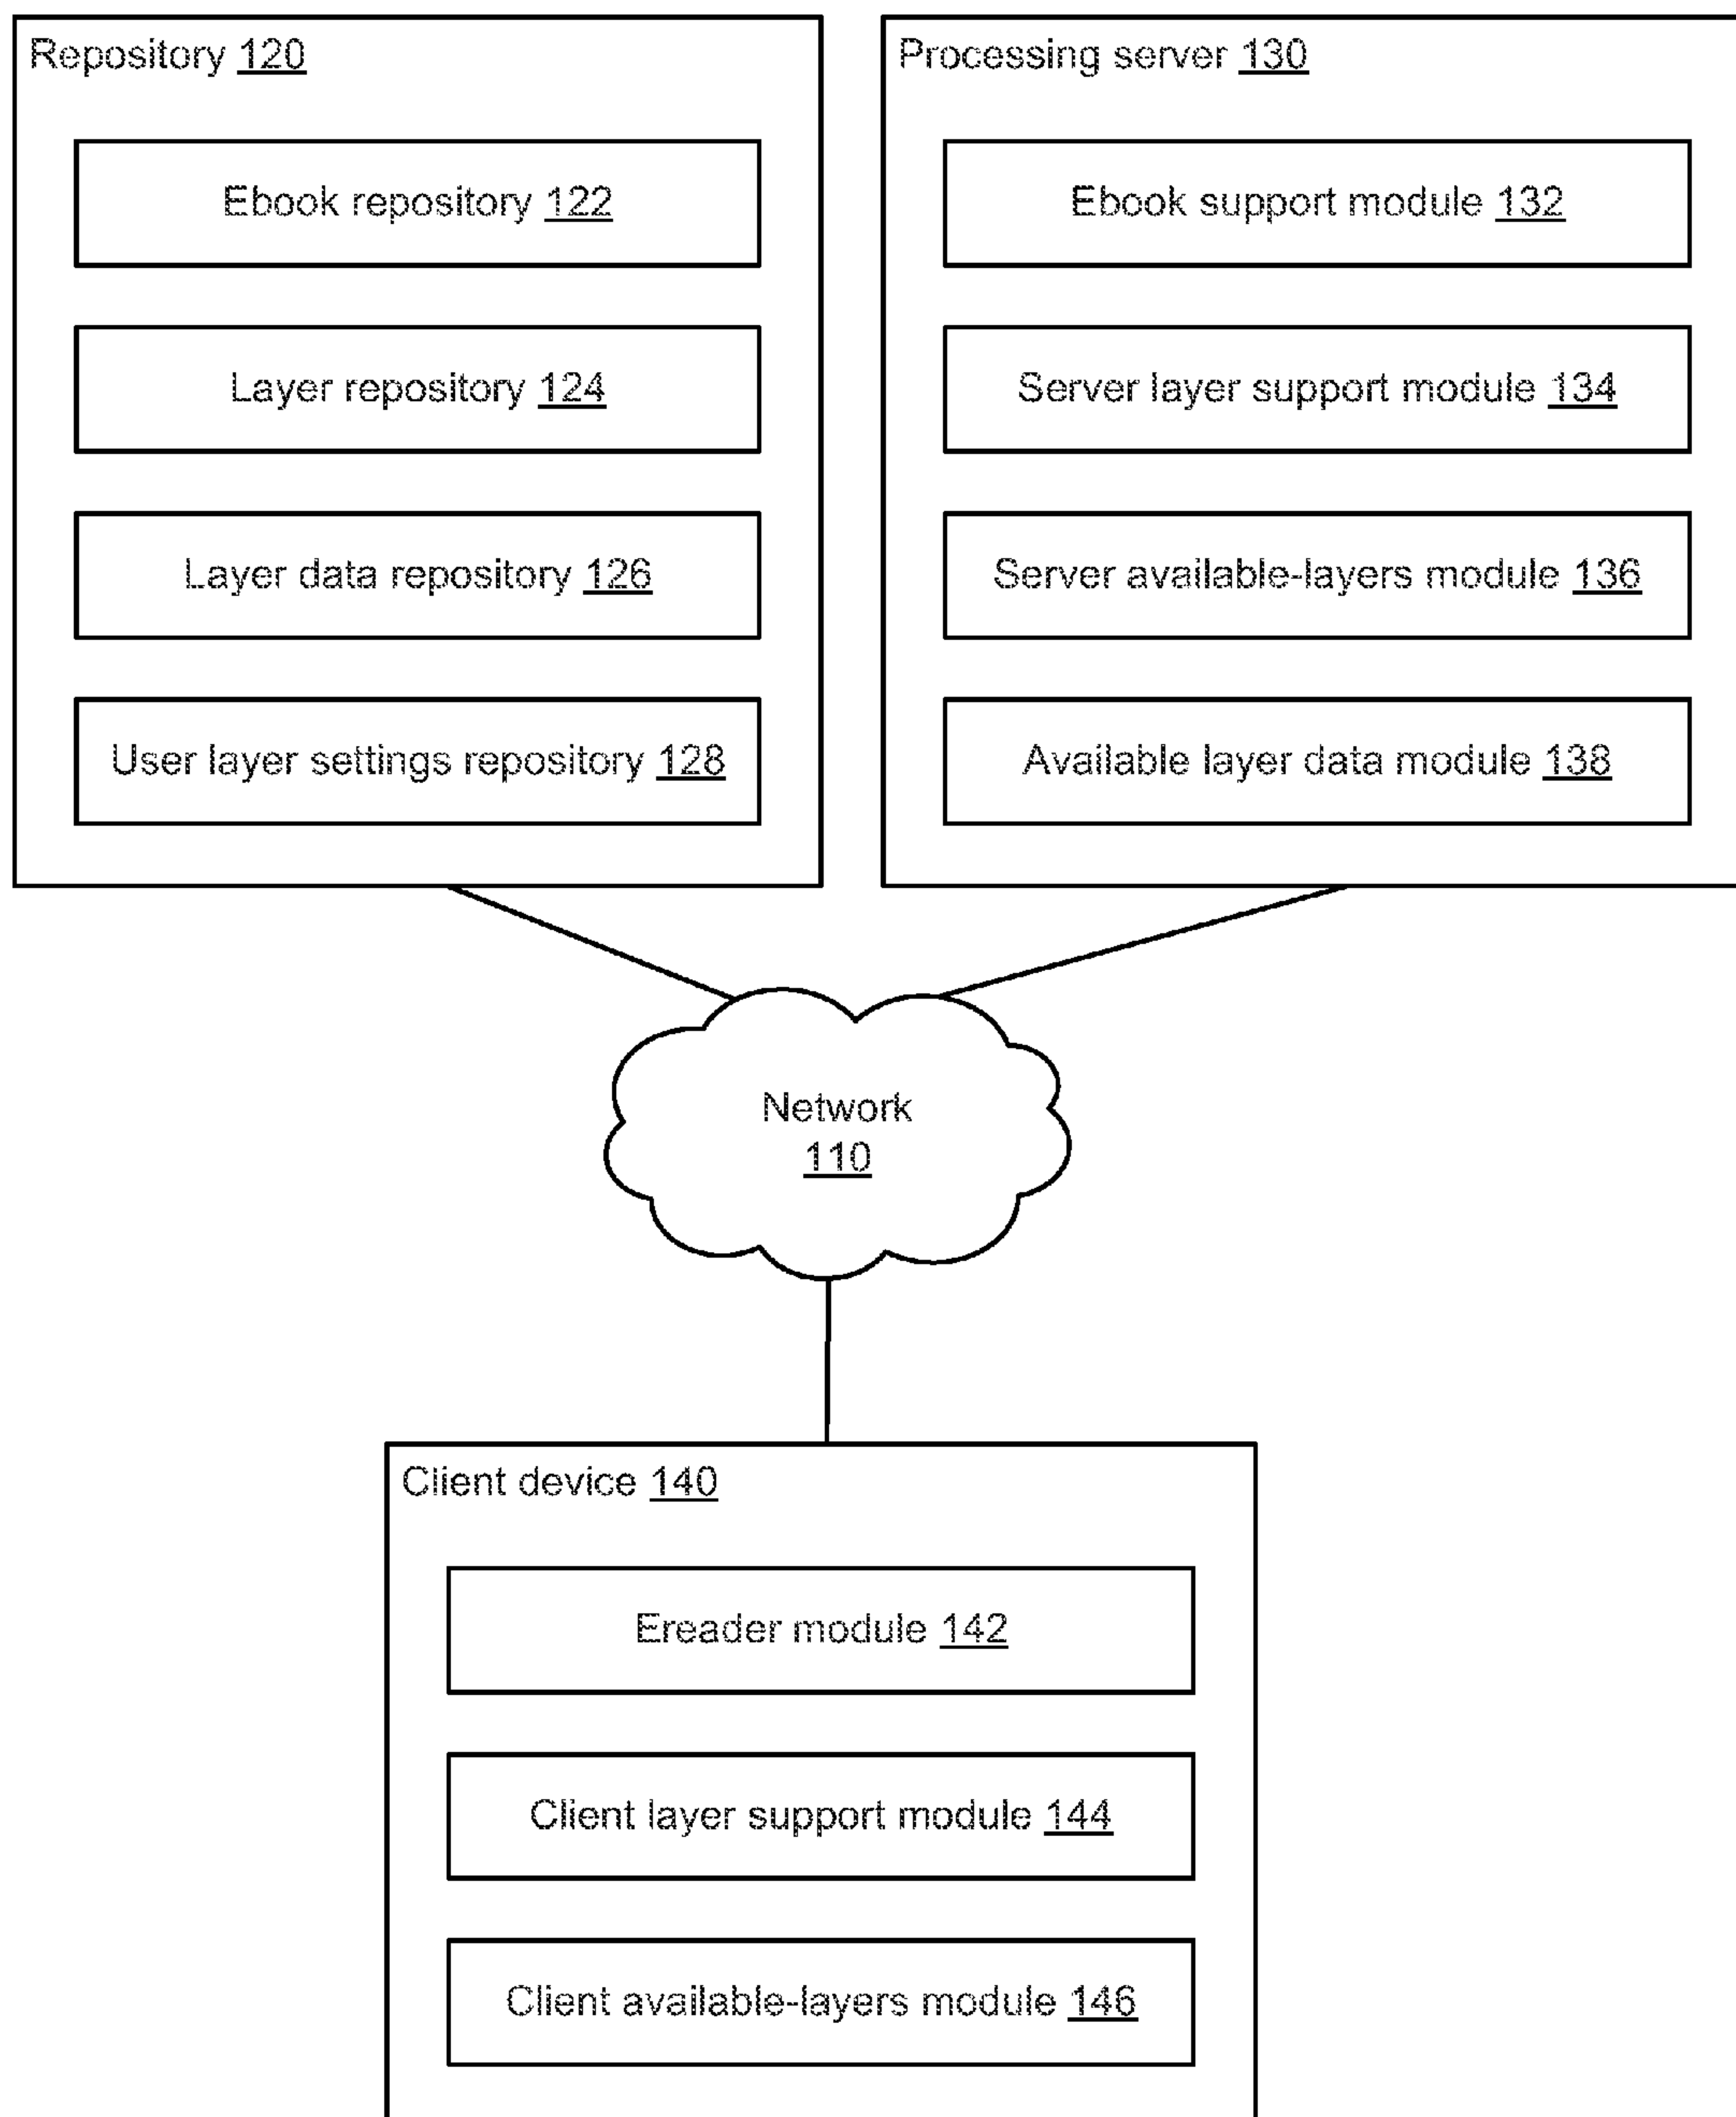 Repository 120
Ebook repository 122
Layer repository 124
Layer data repository 126
User layer settings repository 128
Processing server 130
Ebook support module 132
Server layer support module 134
Server available-layers module 136
Available layer data module 138
Network
110
Client device 140
Ereader module 142
Client layer support module 144
Client available-layers module 146